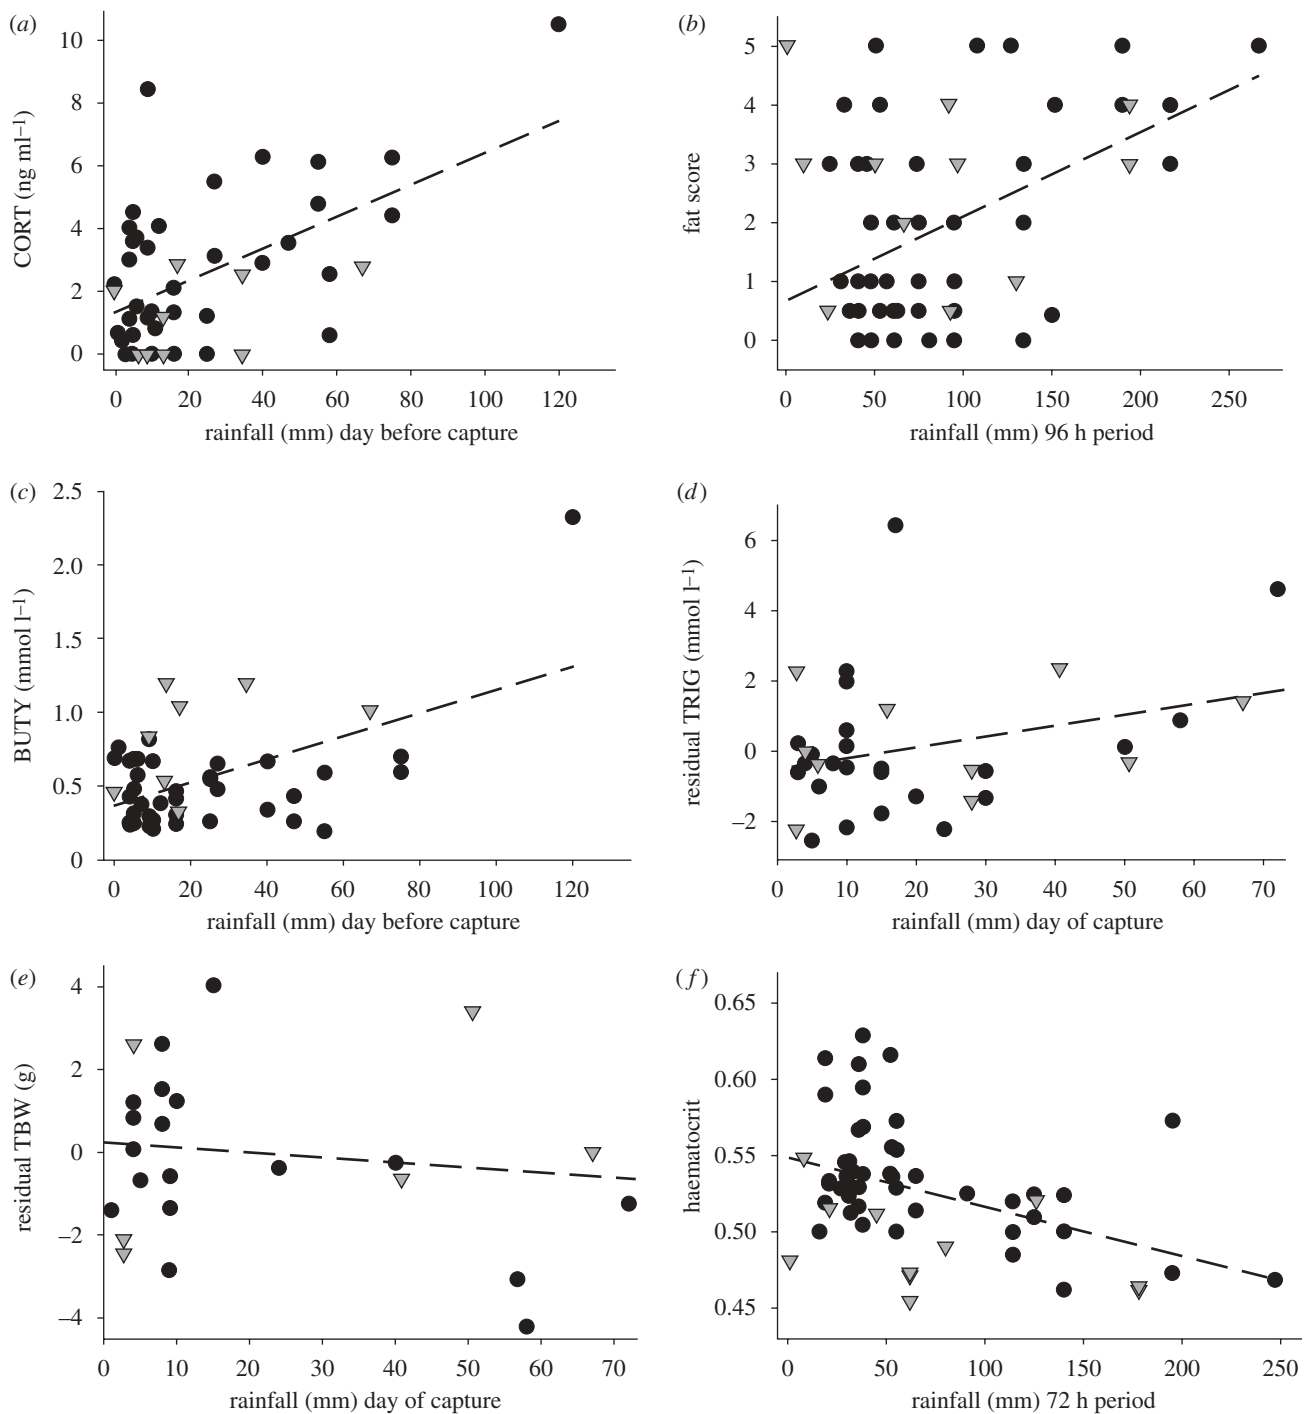 (a)
CORT (ng ml–1)
10
8
6
4
2
0
0 20 40 60 80 100 120
rainfall (mm) day before capture
(b)
fat score
5
4
3
2
1
0
0 50 100 150 200 250
rainfall (mm) 96 h period
(c)
BUTY (mmol l–1)
2.5
2.0
1.5
1.0
0.5
0
0 20 40 60 80 100 120
rainfall (mm) day before capture
(d)
residual TRIG (mmol l–1)
6
4
2
0
–2
0 10 20 30 40 50 60 70
rainfall (mm) day of capture
(e)
residual TBW (g)
4
2
0
–2
–4
0 10 20 30 40 50 60 70
rainfall (mm) day of capture
(f)
haematocrit
0.65
0.60
0.55
0.50
0.45
0 50 100 150 200 250
rainfall (mm) 72 h period